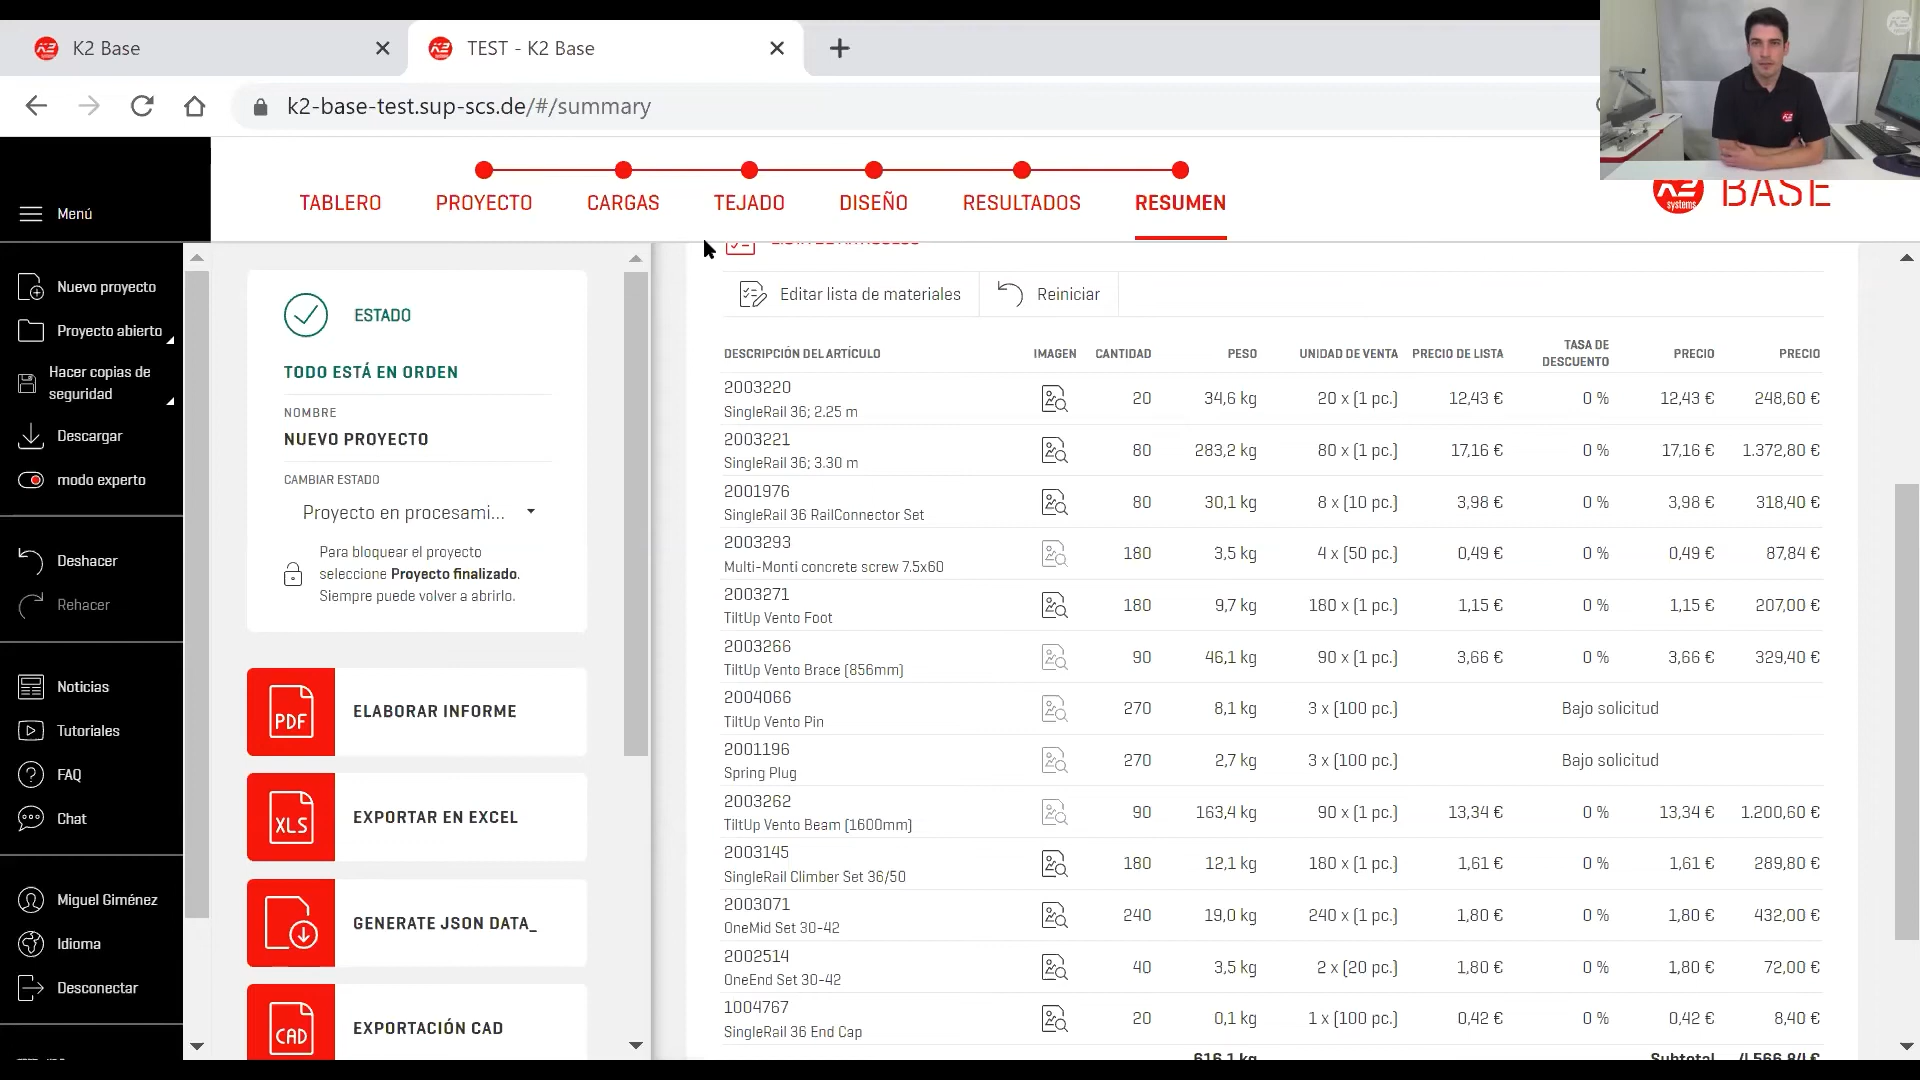 K2 Base
TEST - K2 Base
k2-base-test.sup-scs.de/#/summary
TABLERO
PROYECTO
CARGAS
TEJADO
DISEÑO
RESULTADOS
RESUMEN
K2 systems BASE
Menú
Nuevo proyecto
Proyecto abierto
Hacer copias de
seguridad
Descargar
modo experto
Deshacer
Rehacer
Noticias
Tutoriales
FAQ
Chat
Miguel Giménez
Idioma
Desconectar
ESTADO
TODO ESTÁ EN ORDEN
NOMBRE
NUEVO PROYECTO
CAMBIAR ESTADO
Proyecto en procesami...
Para bloquear el proyecto
seleccione Proyecto finalizado.
Siempre puede volver a abrirlo.
PDF ELABORAR INFORME
XLS EXPORTAR EN EXCEL
GENERATE JSON DATA_
CAD EXPORTACIÓN CAD
Editar lista de materiales
Reiniciar
DESCRIPCIÓN DEL ARTÍCULO IMAGEN CANTIDAD PESO UNIDAD DE VENTA PRECIO DE LISTA TASA DE DESCUENTO PRECIO PRECIO
2003220
SingleRail 36; 2.25 m 20 34,6 kg 20 x (1 pc.) 12,43 € 0 % 12,43 € 248,60 €
2003221
SingleRail 36; 3.30 m 80 283,2 kg 80 x (1 pc.) 17,16 € 0 % 17,16 € 1.372,80 €
2001976
SingleRail 36 RailConnector Set 80 30,1 kg 8 x (10 pc.) 3,98 € 0 % 3,98 € 318,40 €
2003293
Multi-Monti concrete screw 7.5x60 180 3,5 kg 4 x (50 pc.) 0,49 € 0 % 0,49 € 87,84 €
2003271
TiltUp Vento Foot 180 9,7 kg 180 x (1 pc.) 1,15 € 0 % 1,15 € 207,00 €
2003266
TiltUp Vento Brace (856mm) 90 46,1 kg 90 x (1 pc.) 3,66 € 0 % 3,66 € 329,40 €
2004066
TiltUp Vento Pin 270 8,1 kg 3 x (100 pc.) Bajo solicitud
2001196
Spring Plug 270 2,7 kg 3 x (100 pc.) Bajo solicitud
2003262
TiltUp Vento Beam (1600mm) 90 163,4 kg 90 x (1 pc.) 13,34 € 0 % 13,34 € 1.200,60 €
2003145
SingleRail Climber Set 36/50 180 12,1 kg 180 x (1 pc.) 1,61 € 0 % 1,61 € 289,80 €
2003071
OneMid Set 30-42 240 19,0 kg 240 x (1 pc.) 1,80 € 0 % 1,80 € 432,00 €
2002514
OneEnd Set 30-42 40 3,5 kg 2 x (20 pc.) 1,80 € 0 % 1,80 € 72,00 €
1004767
SingleRail 36 End Cap 20 0,1 kg 1 x (100 pc.) 0,42 € 0 % 0,42 € 8,40 €
616,1 kg Subtotal 4.566,84 €